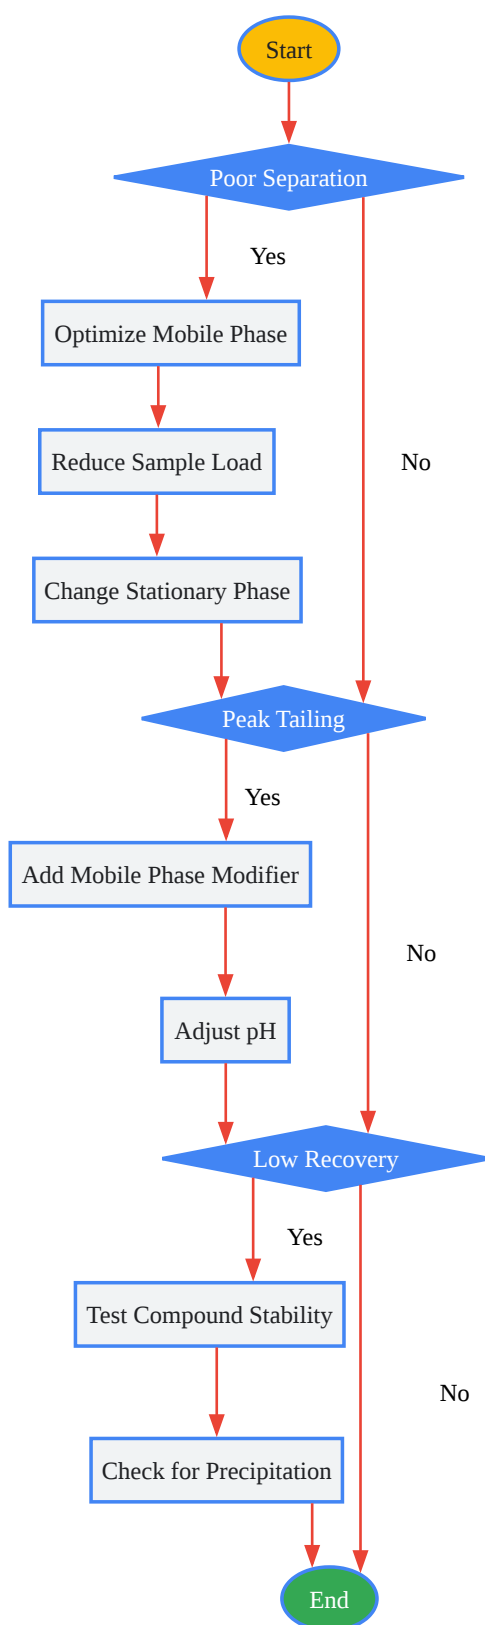 Start
Poor Separation
Yes
Optimize Mobile Phase
No
Reduce Sample Load
Change Stationary Phase
Peak Tailing
Yes
Add Mobile Phase Modifier
No
Adjust pH
Low Recovery
Yes
Test Compound Stability
No
Check for Precipitation
End